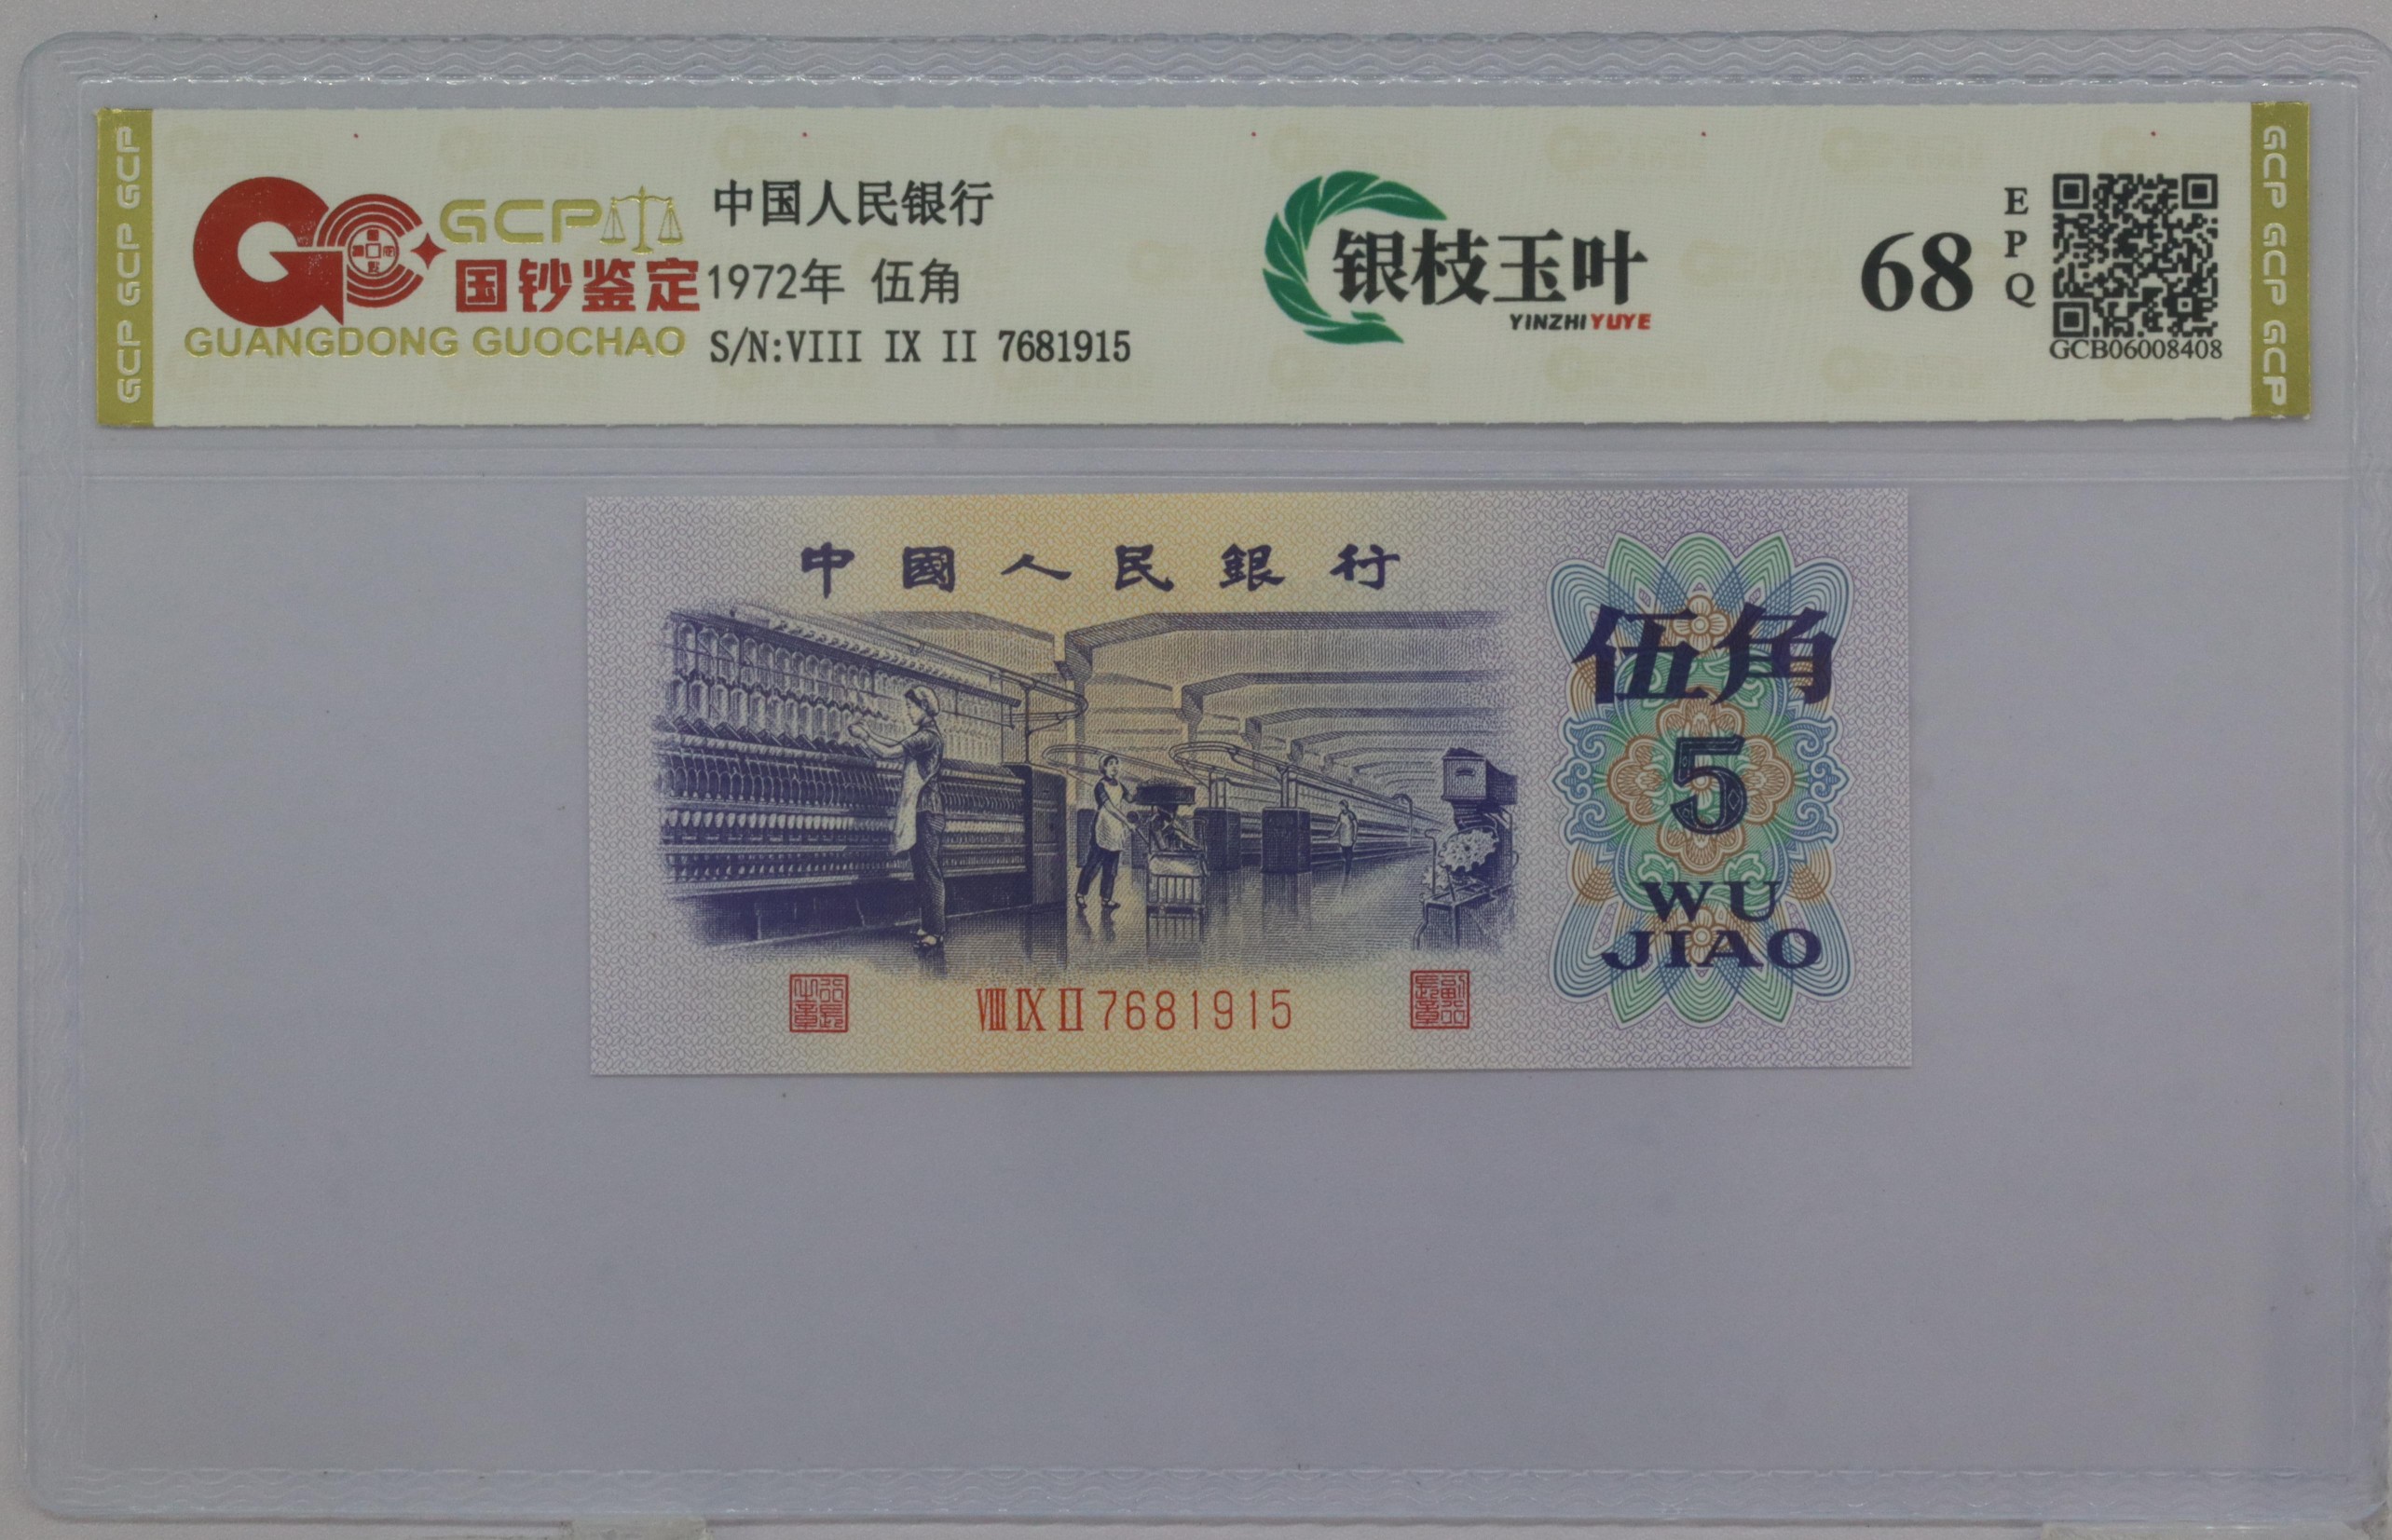 GCP GCP GCP
GCP
国钞鉴定
GUANGDONG GUOCHAO
中国人民银行
1972年 伍角
S/N:VIII IX II 7681915
银枝玉叶
YINZHI YUYE
68
EPQ
GCB06008408
GCP GCP GCP GCP
中國人民銀行
伍角
5
WU
JIAO
VIII IX II 7681915